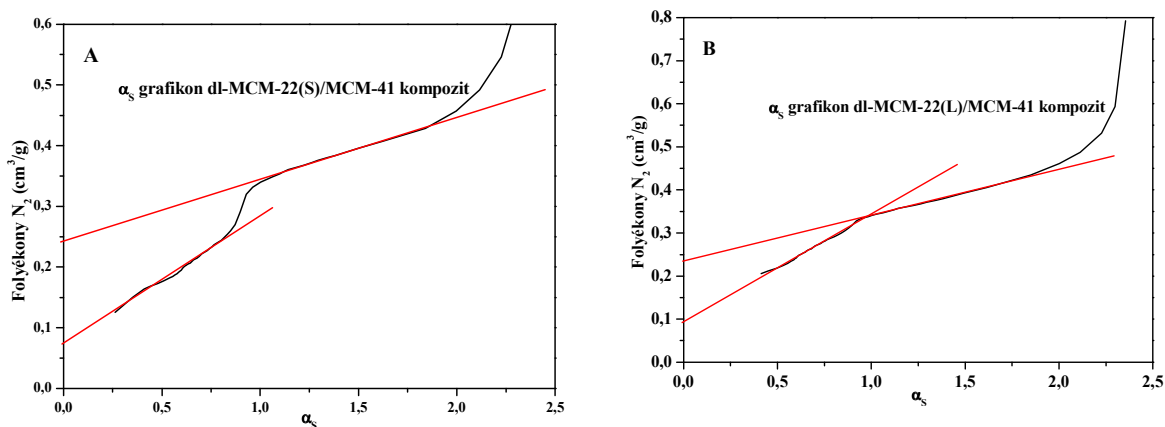 A
αS grafikon dl-MCM-22(S)/MCM-41 kompozit
Folyékony N2 (cm3/g)
0,6
0,5
0,4
0,3
0,2
0,1
0,0
0,0 0,5 1,0 1,5 2,0 2,5
αS
B
αS grafikon dl-MCM-22(L)/MCM-41 kompozit
Folyékony N2 (cm3/g)
0,8
0,7
0,6
0,5
0,4
0,3
0,2
0,1
0,0
0,0 0,5 1,0 1,5 2,0 2,5
αS